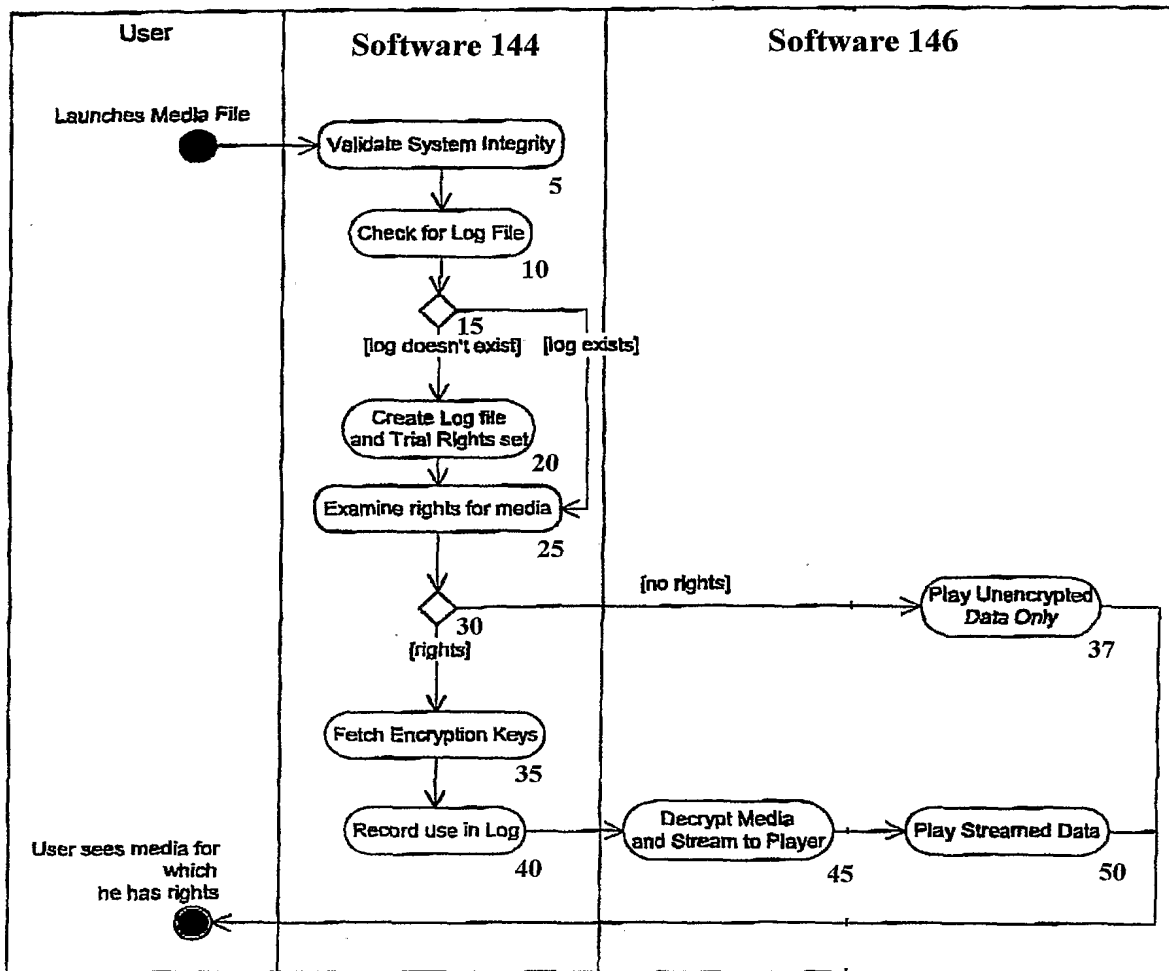 User
Software 144
Software 146
Launches Media File
Validate System Integrity
5
Check for Log File
10
15
[log doesn't exist]
[log exists]
Create Log file
and Trial Rights set
20
Examine rights for media
25
[no rights]
Play Unencrypted
Data Only
37
30
[rights]
Fetch Encryption Keys
35
Record use in Log
40
Decrypt Media
and Stream to Player
45
Play Streamed Data
50
User sees media for
which
he has rights